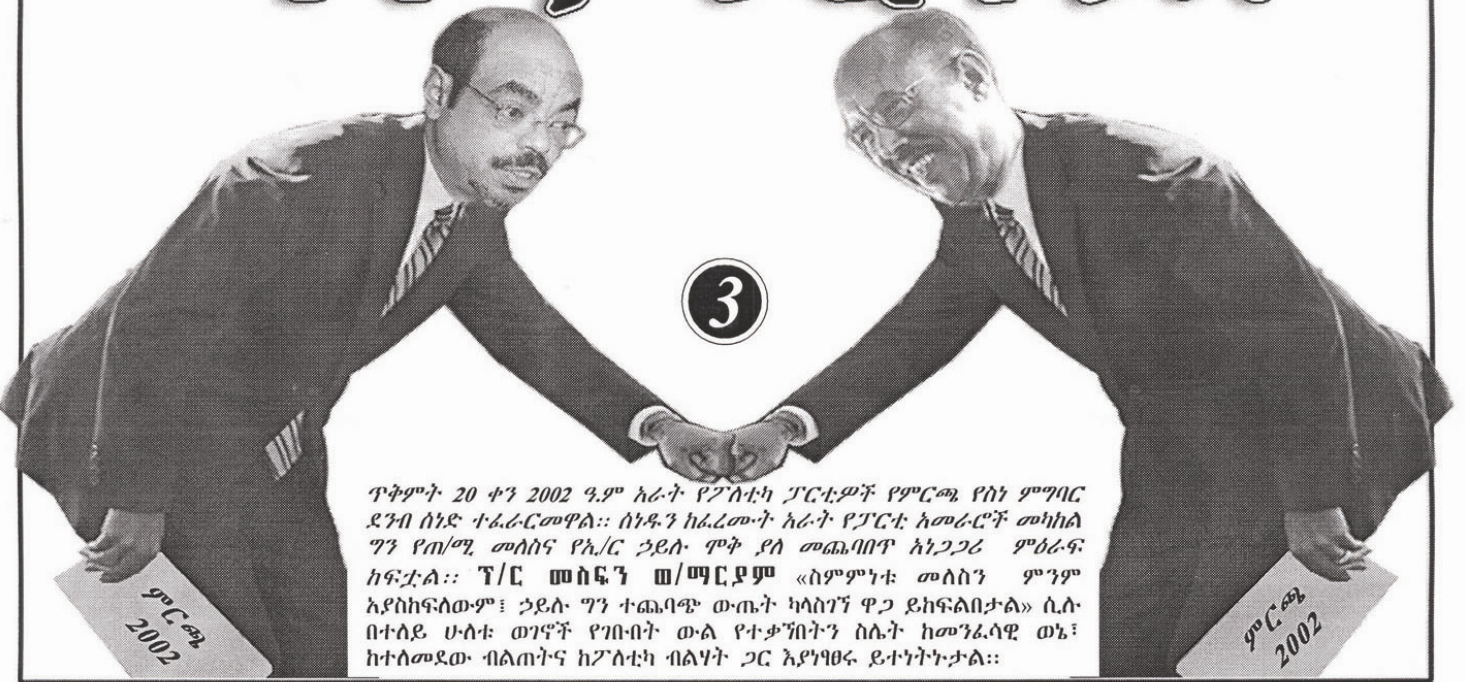 3
ጥቅምት 20 ቀን 2002 ዓ.ም አራት የፖለቲካ ፓርቲዎች የምርጫ የስነ ምግባር
ደንብ ሰነድ ተፈራርመዋል፡፡ ሰነዱን ከፈረሙት አራት የፓርቲ አመራሮች መካከል
ግን የጠ/ሚ መለስና የኢ/ር ኃይሉ ሞቅ ያለ መጨባበጥ አነጋጋሪ ምዕራፍ
ከፍቷል፡፡ ፕ/ር መስፍን ወ/ማርያም «ስምምነቱ መለስን ምንም
አያስከፍለውም፤ ኃይሉ ግን ተጨባጭ ውጤት ካላስገኘ ዋጋ ይከፍልበታል» ሲሉ
በተለይ ሁለቱ ወገኖች የገቡበት ውል የተቃኘበትን ስሌት ከመንፈሳዊ ወኔ፣
ከተለመደው ብልጠትና ከፖለቲካ ብልሃት ጋር እያነፃፀሩ ይተነትኑታል፡፡
ምርጫ
2002
ምርጫ
2002